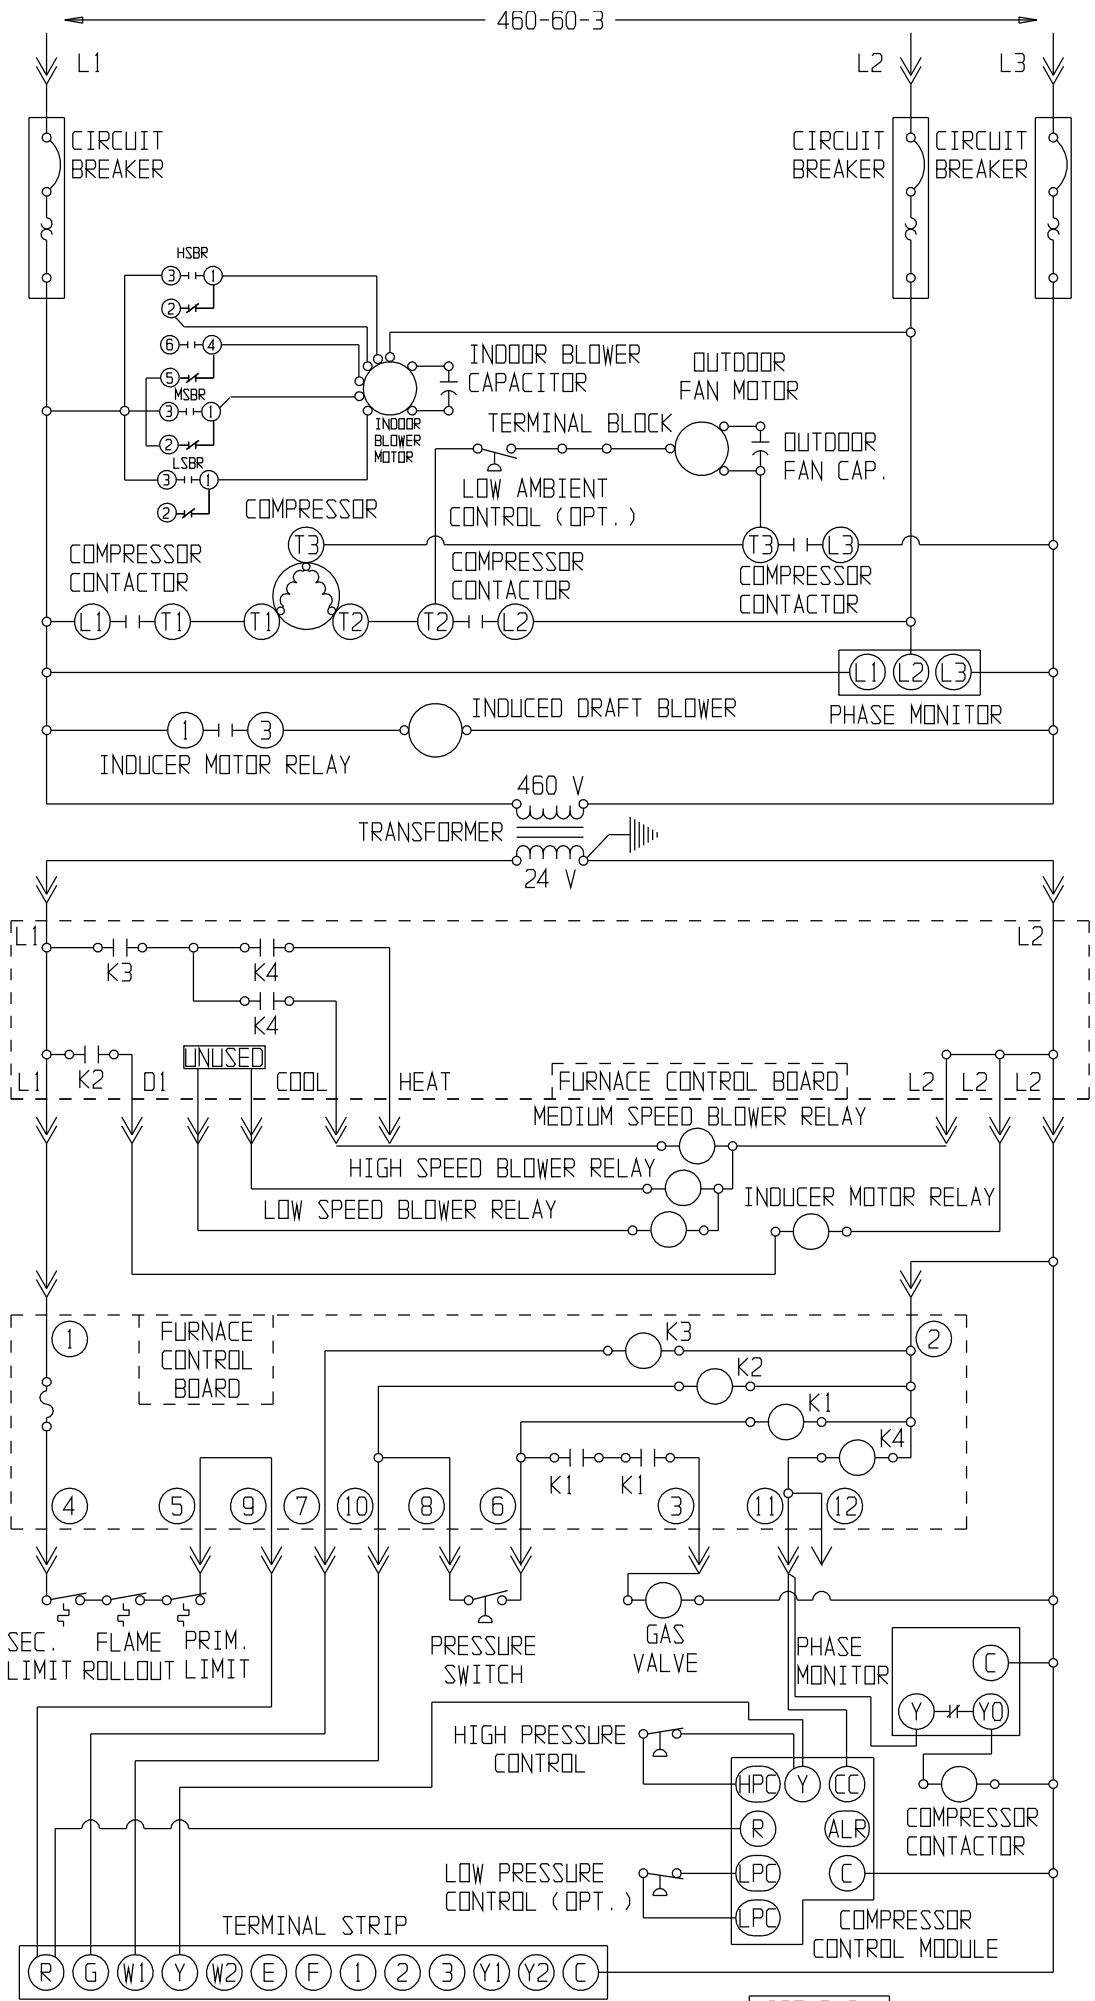 460-60-3
L1
L2
L3
CIRCUIT
BREAKER
CIRCUIT
BREAKER
CIRCUIT
BREAKER
HSBR
3 1
2
6 4
5
MSBR
3 1
2
LSBR
3 1
2
INDOOR
BLOWER
MOTOR
INDOOR BLOWER
CAPACITOR
OUTDOOR
FAN MOTOR
TERMINAL BLOCK
OUTDOOR
FAN CAP.
LOW AMBIENT
CONTROL (OPT.)
COMPRESSOR
T3
T3 L3
COMPRESSOR
CONTACTOR
COMPRESSOR
CONTACTOR
COMPRESSOR
CONTACTOR
L1 T1 T1 T2 T2 L2
L1 L2 L3
PHASE MONITOR
INDUCED DRAFT BLOWER
1 3
INDUCER MOTOR RELAY
460 V
TRANSFORMER
24 V
L1
L2
K3
K4
K4
K2
UNUSED
L1
D1
COOL
HEAT
FURNACE CONTROL BOARD
L2 L2 L2
MEDIUM SPEED BLOWER RELAY
HIGH SPEED BLOWER RELAY
LOW SPEED BLOWER RELAY
INDUCER MOTOR RELAY
1
FURNACE
CONTROL
BOARD
K3
2
K2
K1
K4
K1 K1
4 5 9 7 10 8 6 3 11 12
SEC.
LIMIT
FLAME
ROLLOUT
PRIM.
LIMIT
PRESSURE
SWITCH
GAS
VALVE
PHASE
MONITOR
C
Y YO
HIGH PRESSURE
CONTROL
HPC Y CC
R ALR
LPC C
LPC
COMPRESSOR
CONTACTOR
LOW PRESSURE
CONTROL (OPT.)
COMPRESSOR
CONTROL MODULE
TERMINAL STRIP
R G W1 Y W2 E F 1 2 3 Y1 Y2 C